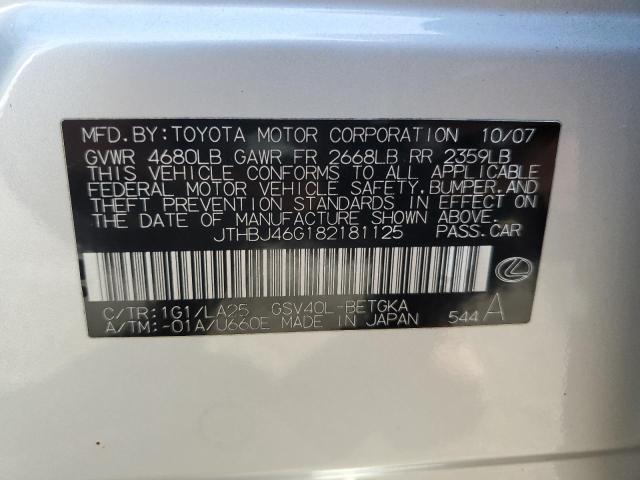 MFD.BY:TOYOTA MOTOR CORPORATION 10/07
GVWR 4680LB GAWR FR 2668LB RR 2359LB
THIS VEHICLE CONFORMS TO ALL APPLICABLE
FEDERAL MOTOR VEHICLE SAFETY,BUMPER,AND
THEFT PREVENTION STANDARDS IN EFFECT ON
THE DATE OF MANUFACTURE SHOWN ABOVE.
JTHBJ46G182181125 PASS.CAR
C/TR:1G1/LA25 GSV40L-BETGKA
A/TM:-01A/U660E MADE IN JAPAN 544 A